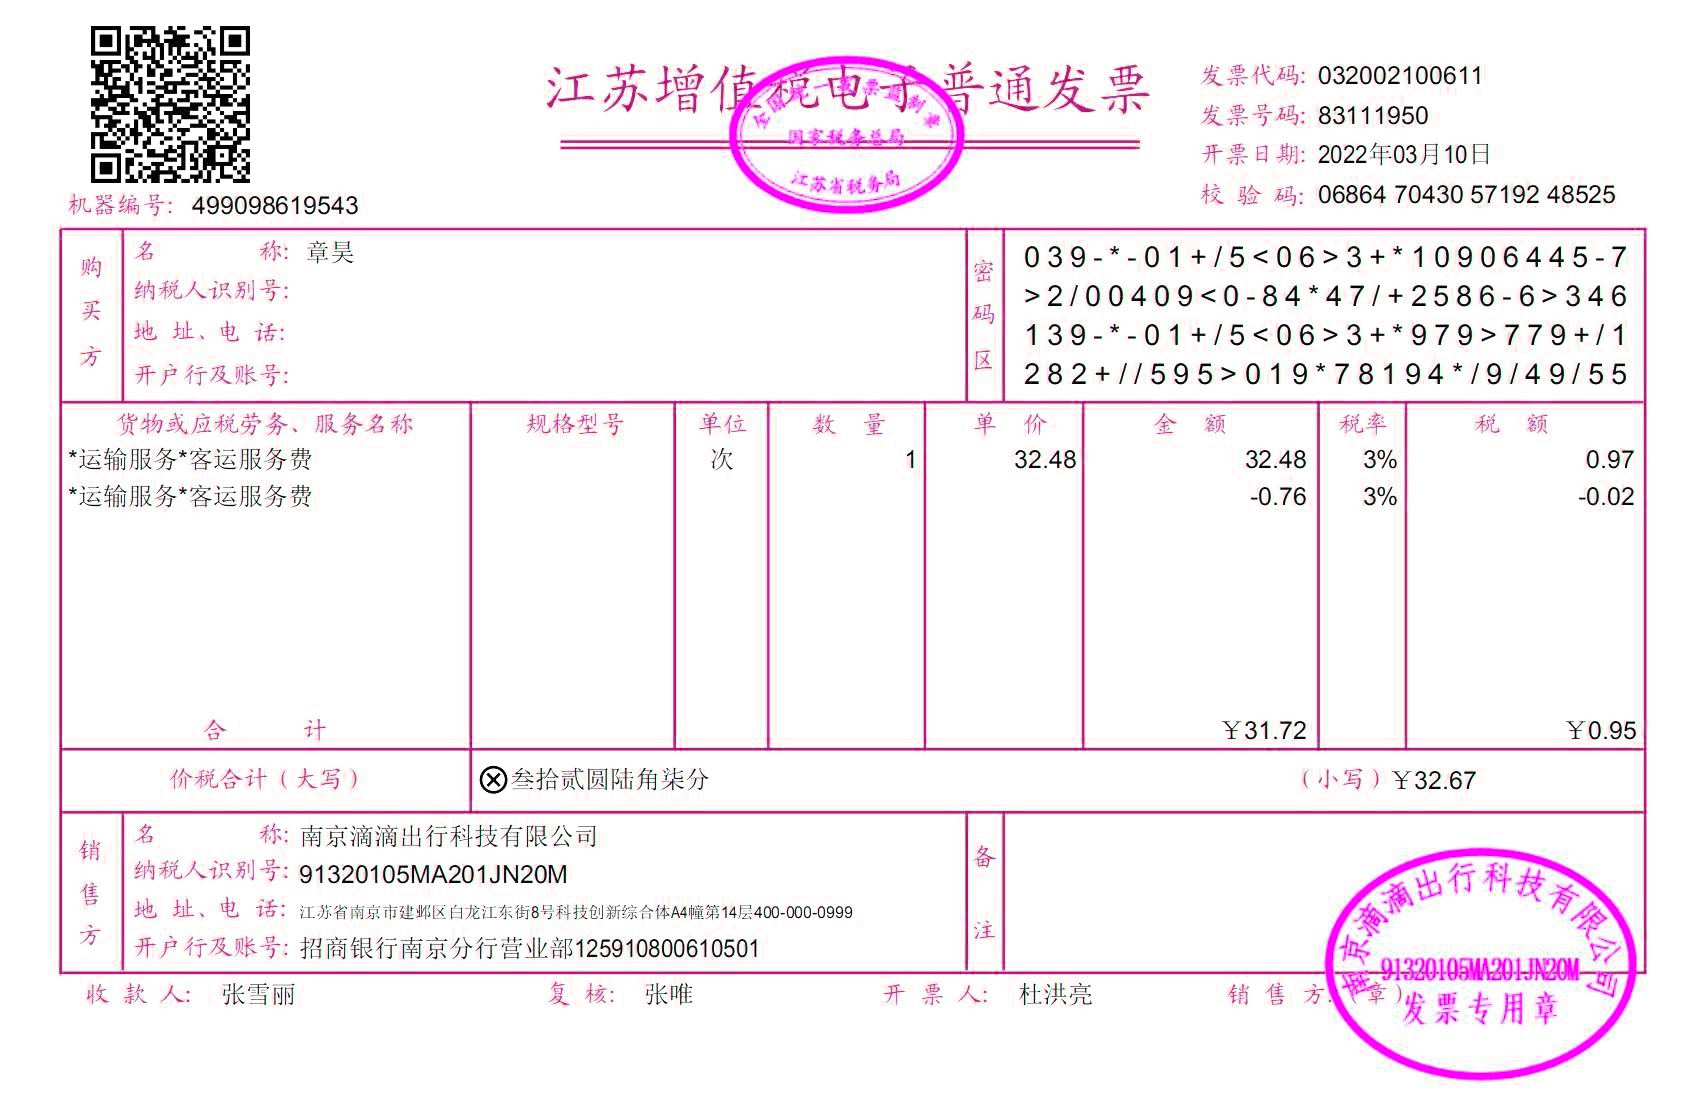 江苏增值税电子普通发票
全国统一发票监制章
国家税务总局
江苏省税务局
发票代码: 032002100611
发票号码: 83111950
开票日期: 2022年03月10日
校验码: 06864 70430 57192 48525
机器编号: 499098619543
购买方
名称: 章昊
纳税人识别号:
地址、电话:
开户行及账号:
密码区
039-*-01+/5<06>3+*10906445-7
>2/00409<0-84*47/+2586-6>346
139-*-01+/5<06>3+*979>779+/1
282+//595>019*78194*/9/49/55
货物或应税劳务、服务名称 规格型号 单位 数量 单价 金额 税率 税额
*运输服务*客运服务费 次 1 32.48 32.48 3% 0.97
*运输服务*客运服务费 -0.76 3% -0.02
合计 ￥31.72 ￥0.95
价税合计（大写） ⊗叁拾贰圆陆角柒分 （小写）￥32.67
销售方
名称: 南京滴滴出行科技有限公司
纳税人识别号: 91320105MA201JN20M
地址、电话: 江苏省南京市建邺区白龙江东街8号科技创新综合体A4幢第14层400-000-0999
开户行及账号: 招商银行南京分行营业部125910800610501
备注
收款人: 张雪丽 复核: 张唯 开票人: 杜洪亮 销售方:（章）
南京滴滴出行科技有限公司
91320105MA201JN20M
发票专用章